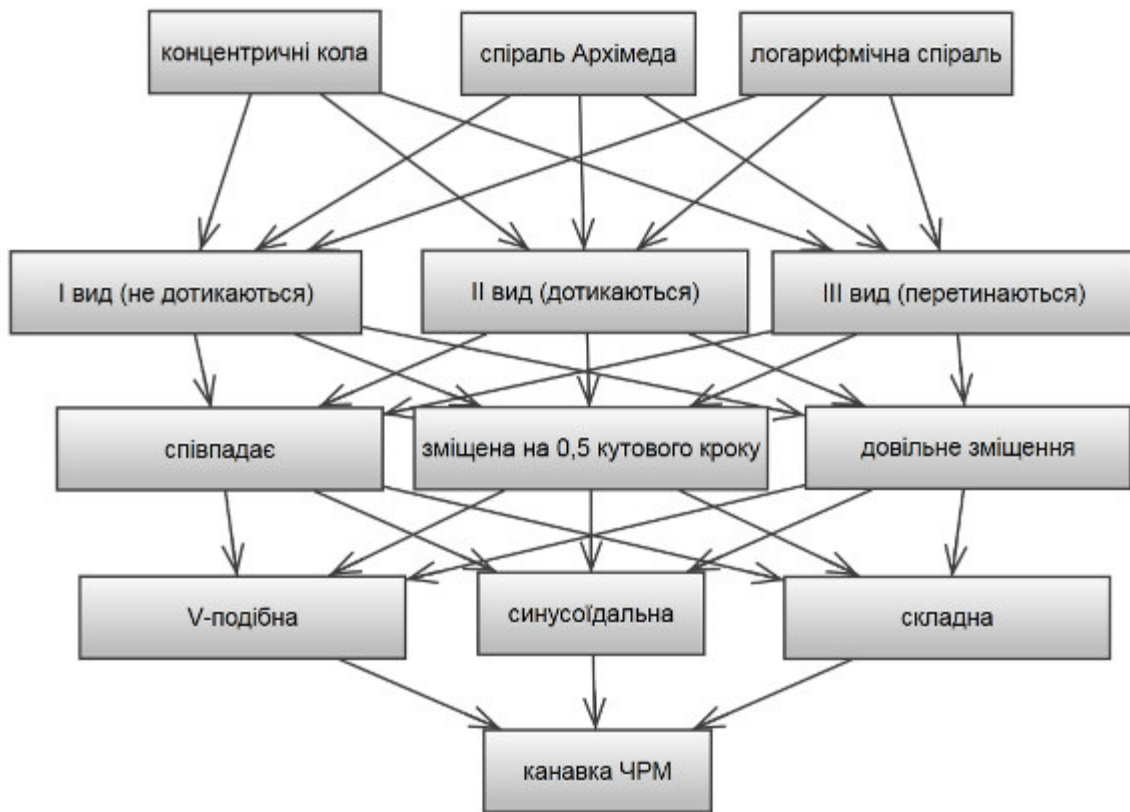 концентричні кола
спіраль Архімеда
логарифмічна спіраль
I вид (не дотикаються)
II вид (дотикаються)
III вид (перетинаються)
співпадає
зміщена на 0,5 кутового кроку
довільне зміщення
V-подібна
синусоїдальна
складна
канавка ЧРМ